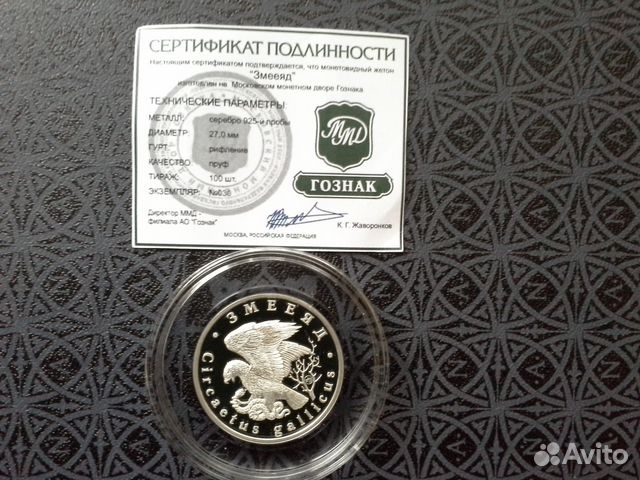 СЕРТИФИКАТ ПОДЛИННОСТИ
Настоящим сертификатом подтверждается, что монетовидный жетон
"Змееяд"
изготовлен на Московском монетном дворе Гознака
ТЕХНИЧЕСКИЕ ПАРАМЕТРЫ:
МЕТАЛЛ: серебро 925-й пробы
ДИАМЕТР: 27,0 мм
ГУРТ: рифление
КАЧЕСТВО: пруф
ТИРАЖ: 100 шт.
ЭКЗЕМПЛЯР: №036
ММД
ГОЗНАК
Директор ММД -
филиала АО "Гознак"
К. Г. Жаворонков
МОСКВА, РОССИЙСКАЯ ФЕДЕРАЦИЯ
ЗМЕЕЯД
Circaetus gallicus
Avito